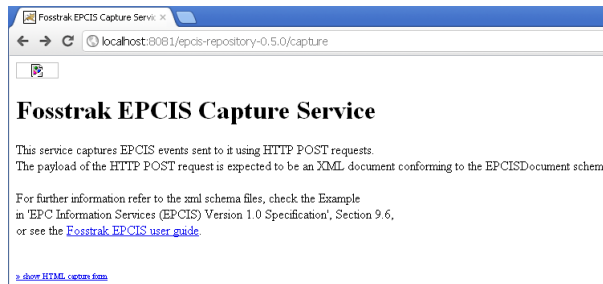 Fosstrak EPCIS Capture Servic
localhost:8081/epcis-repository-0.5.0/capture
Fosstrak EPCIS Capture Service
This service captures EPCIS events sent to it using HTTP POST requests.
The payload of the HTTP POST request is expected to be an XML document conforming to the EPCISDocument schem
For further information refer to the xml schema files, check the Example
in 'EPC Information Services (EPCIS) Version 1.0 Specification', Section 9.6,
or see the Fosstrak EPCIS user guide.
» show HTML capture form